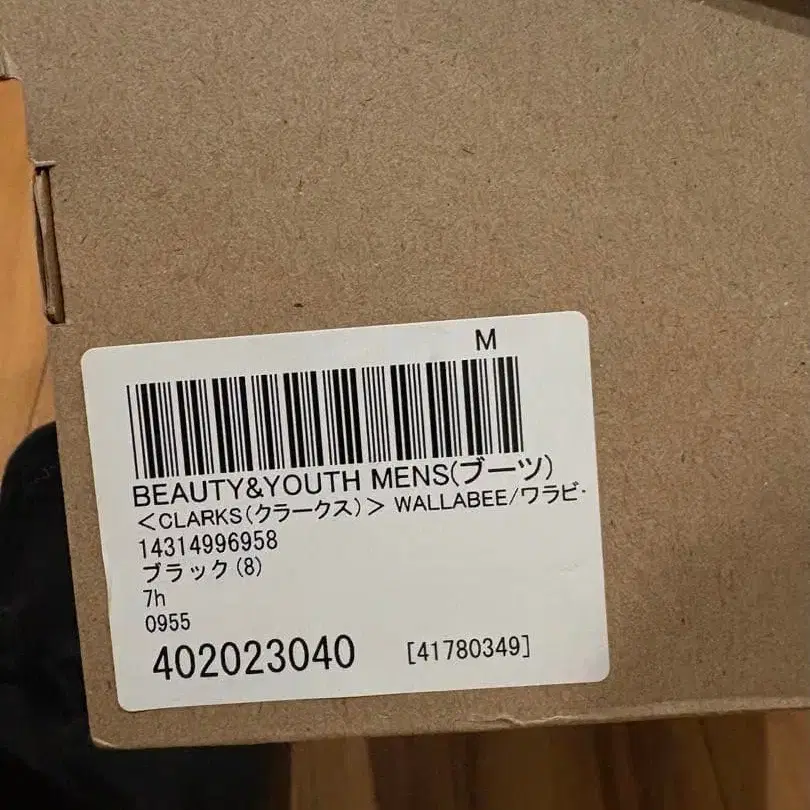 M
BEAUTY&YOUTH MENS(ブーツ)
<CLARKS(クラークス)> WALLABEE/ワラビ-
14314996958
ブラック(8)
7h
0955
402023040 [41780349]